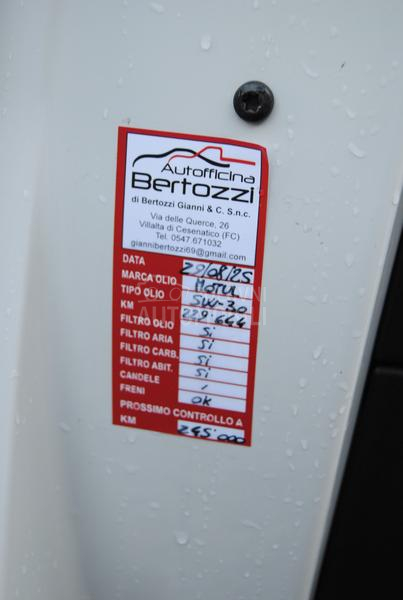 Autofficina
Bertozzi
di Bertozzi Gianni & C. S.n.c.
Via delle Querce, 26
Villalta di Cesenatico (FC)
Tel. 0547.671032
giannibertozzi69@gmail.com
DATA 29/08/25
MARCA OLIO MOTUL
TIPO OLIO 5W-30
KM 229.644
FILTRO OLIO Si
FILTRO ARIA Si
FILTRO CARB. Si
FILTRO ABIT. Si
CANDELE /
FRENI OK
PROSSIMO CONTROLLO A
KM 245.000